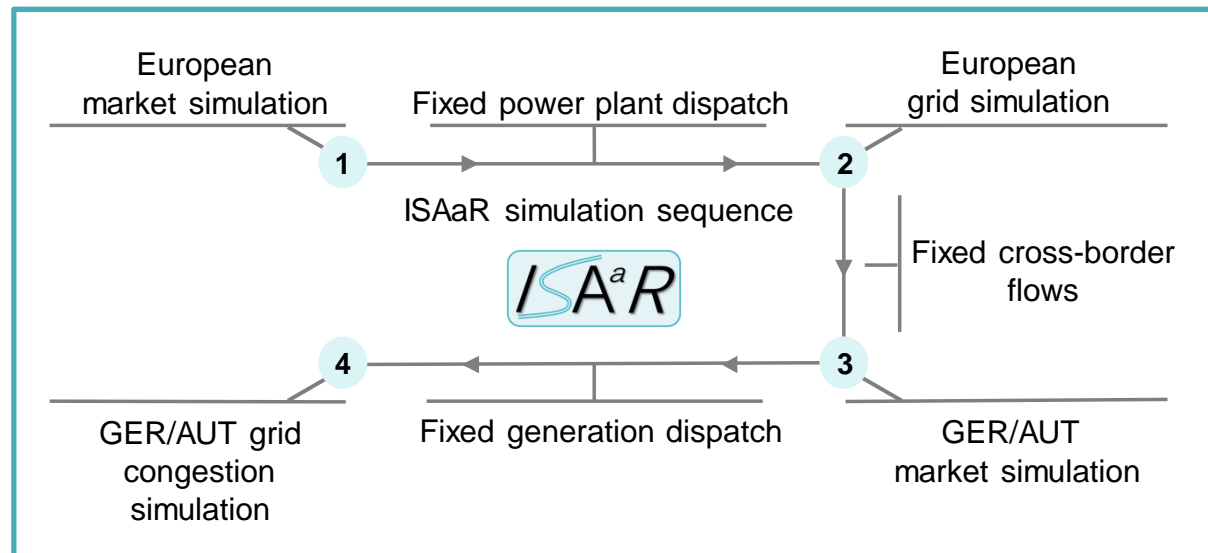 European
market simulation
Fixed power plant dispatch
European
grid simulation
1
2
ISAaR simulation sequence
ISAaR
Fixed cross-border
flows
4
3
GER/AUT grid
congestion
simulation
Fixed generation dispatch
GER/AUT
market simulation